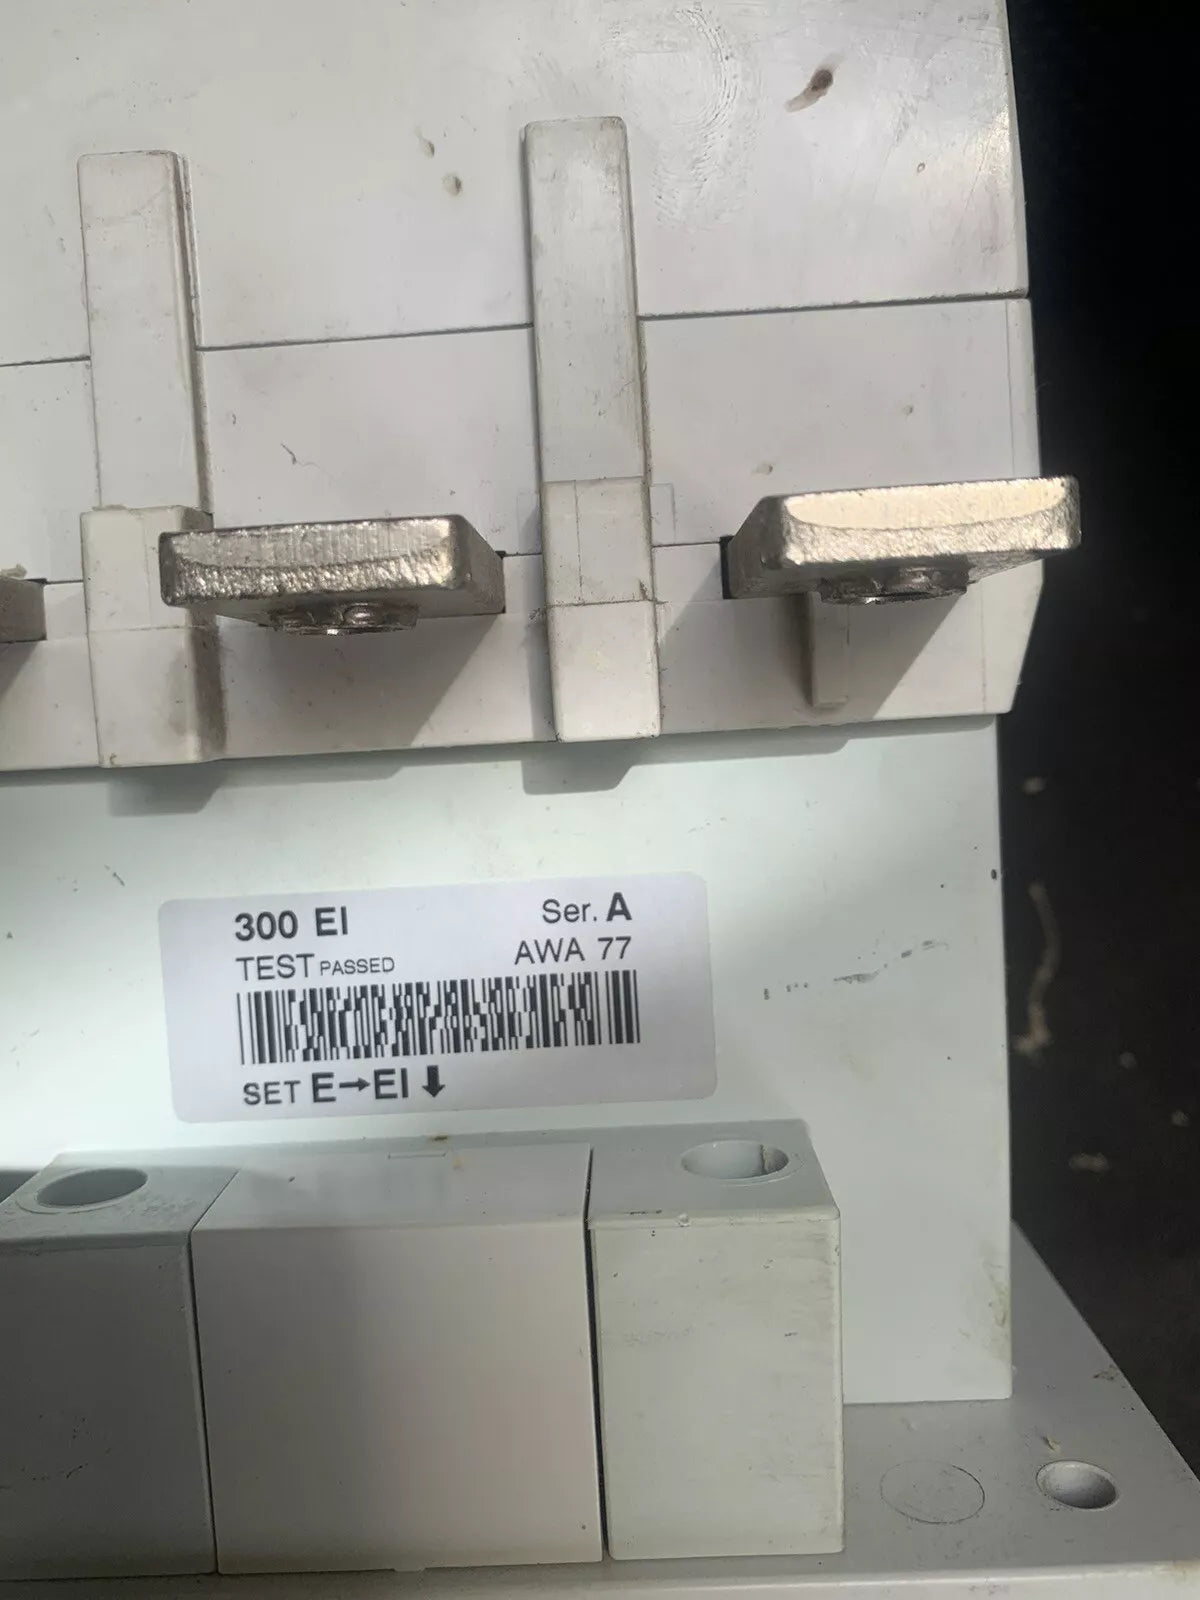 300 EI Ser. A
TEST PASSED AWA 77
SET E→EI ⬇